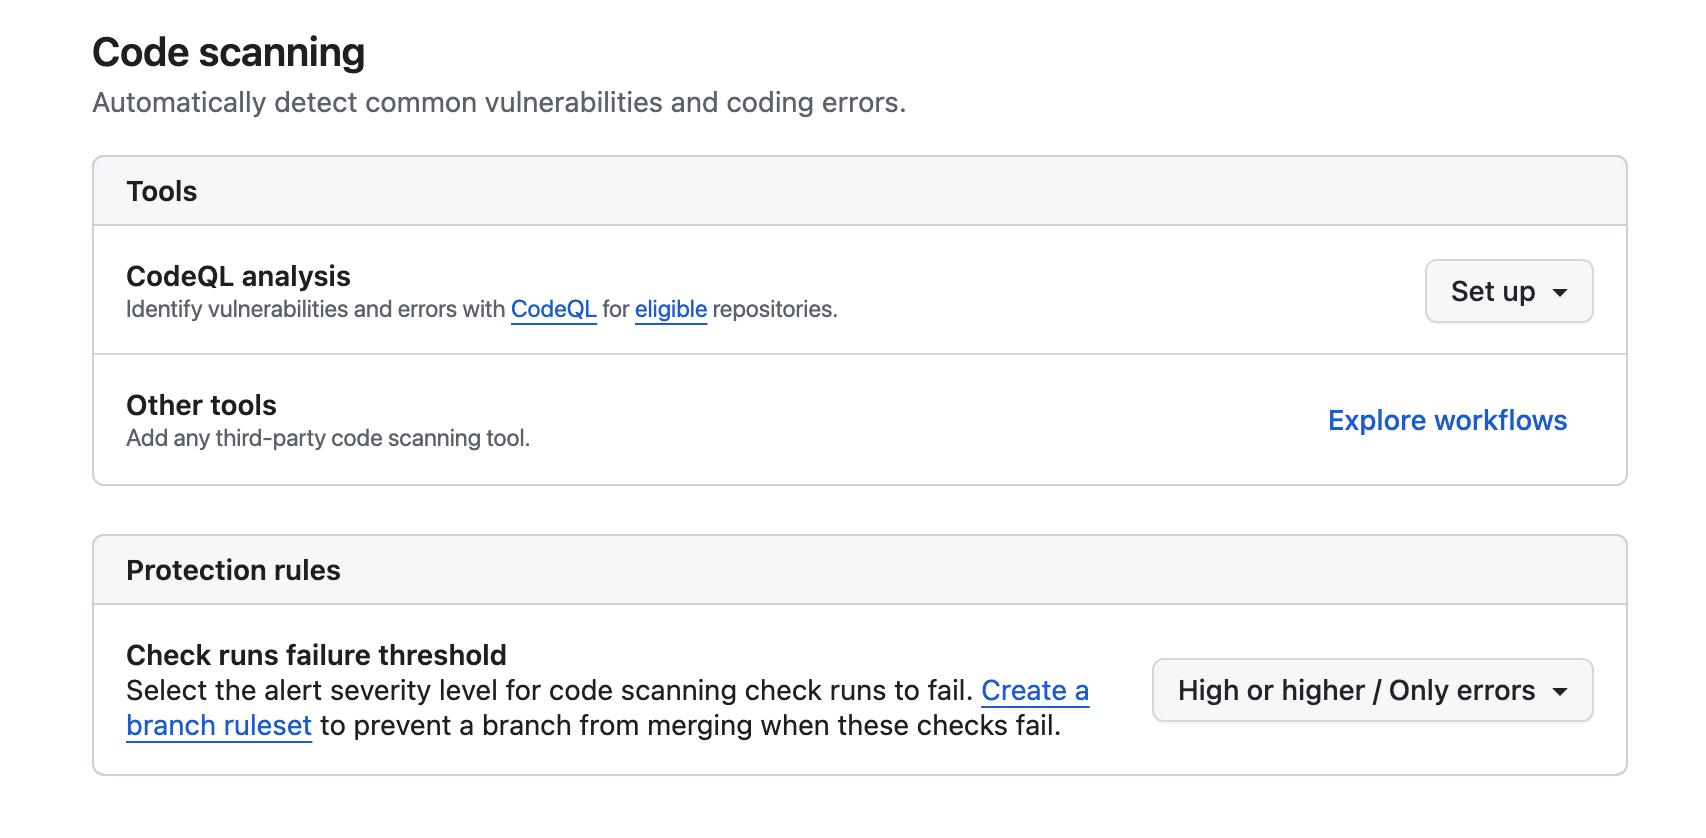 Code scanning
Automatically detect common vulnerabilities and coding errors.
Tools
CodeQL analysis
Identify vulnerabilities and errors with CodeQL for eligible repositories.
Set up
Other tools
Add any third-party code scanning tool.
Explore workflows
Protection rules
Check runs failure threshold
Select the alert severity level for code scanning check runs to fail. Create a
branch ruleset to prevent a branch from merging when these checks fail.
High or higher / Only errors